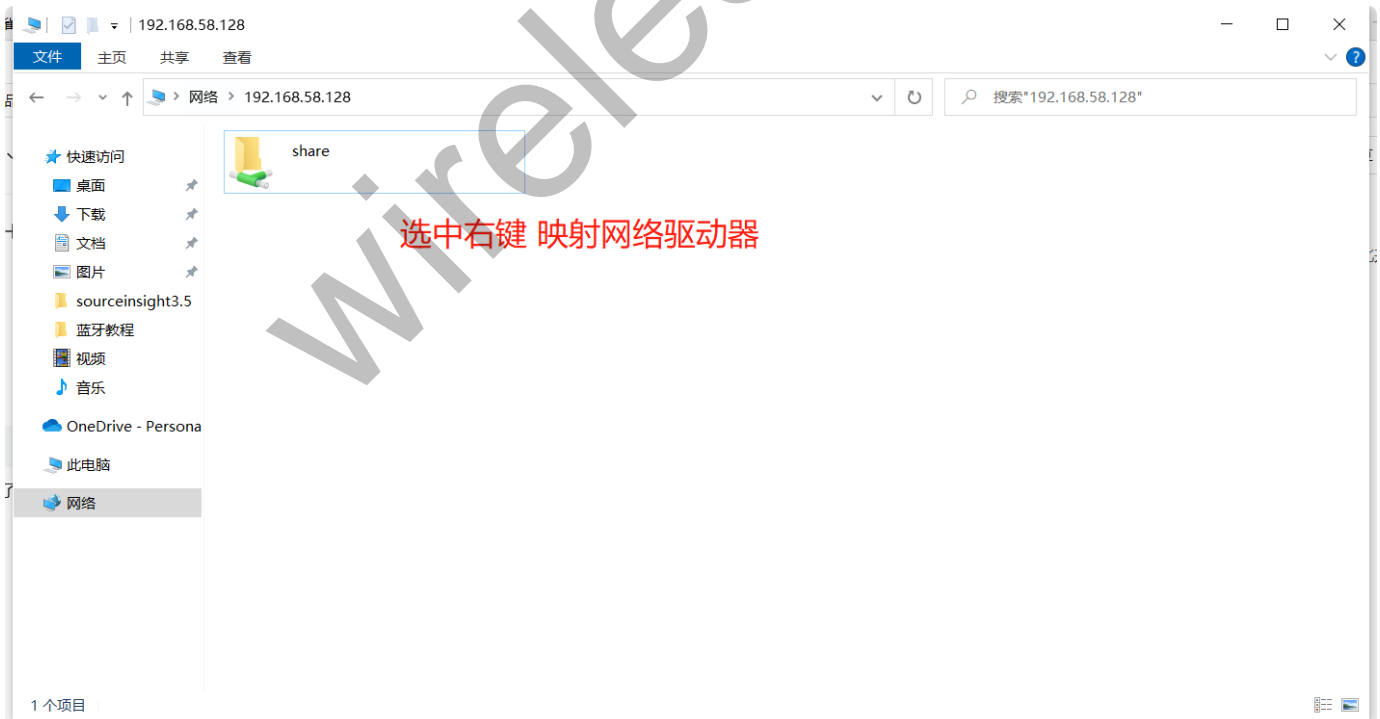 192.168.58.128
文件 主页 共享 查看
网络 192.168.58.128
搜索"192.168.58.128"
快速访问
share
桌面
下载
选中右键 映射网络驱动器
文档
图片
sourceinsight3.5
蓝牙教程
视频
音乐
OneDrive - Persona
此电脑
网络
1 个项目
wirele